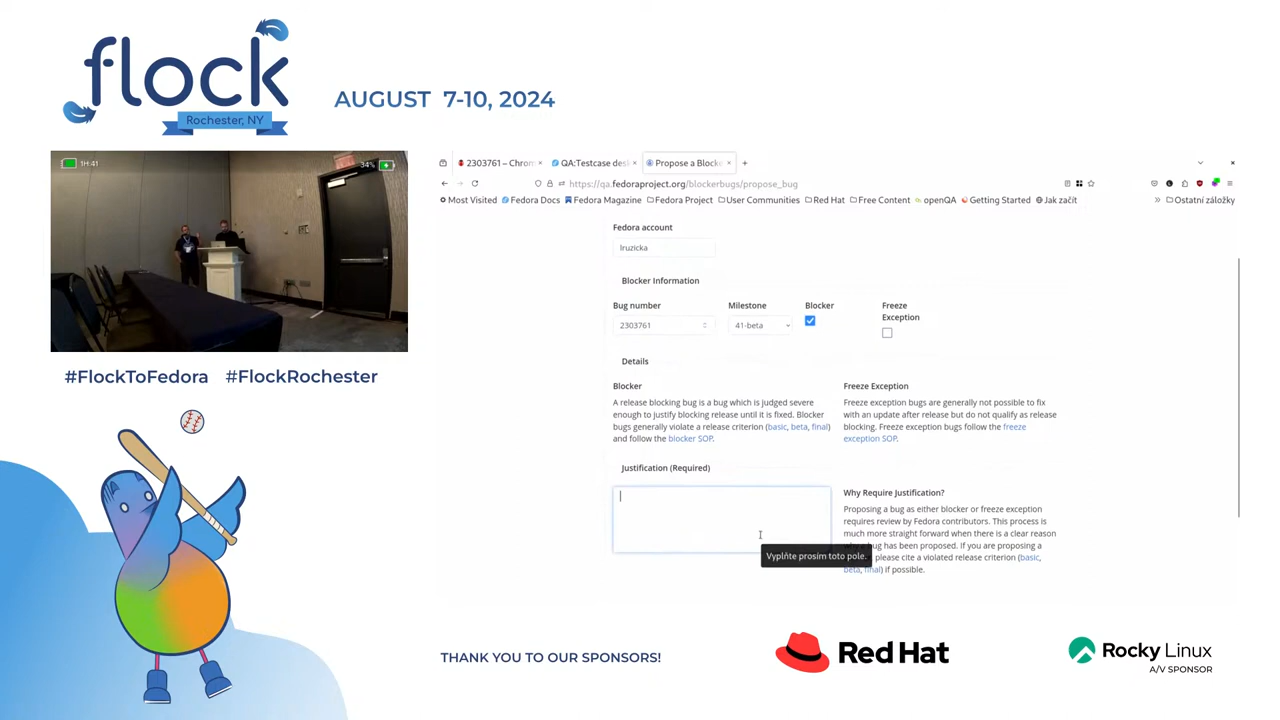 flock
Rochester, NY
AUGUST 7-10, 2024
1H:41
34%
#FlockToFedora #FlockRochester
2303761 – Chrom
QA:Testcase des
Propose a Blocke
https://qa.fedoraproject.org/blockerbugs/propose_bug
Most Visited
Fedora Docs
Fedora Magazine
Fedora Project
User Communities
Red Hat
Free Content
openQA
Getting Started
Jak začít
Ostatní záložky
Fedora account
lruzicka
Blocker Information
Bug number
Milestone
Blocker
Freeze
Exception
2303761
41-beta
Details
Blocker
A release blocking bug is a bug which is judged severe
enough to justify blocking release until it is fixed. Blocker
bugs generally violate a release criterion (basic, beta, final)
and follow the blocker SOP.
Freeze Exception
Freeze exception bugs are generally not possible to fix
with an update after release but do not qualify as release
blocking. Freeze exception bugs follow the freeze
exception SOP.
Justification (Required)
Vyplňte prosím toto pole.
Why Require Justification?
Proposing a bug as either blocker or freeze exception
requires review by Fedora contributors. This process is
much more straight forward when there is a clear reason
bug has been proposed. If you are proposing a
please cite a violated release criterion (basic,
beta, final) if possible.
THANK YOU TO OUR SPONSORS!
Red Hat
Rocky Linux
A/V SPONSOR